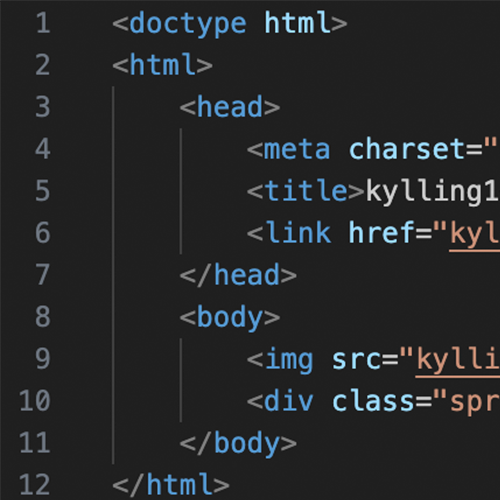 1 <doctype html>
2 <html>
3 <head>
4 <meta charset="
5 <title>kylling1
6 <link href="kyl
7 </head>
8 <body>
9 <img src="kylli
10 <div class="spr
11 </body>
12 </html>